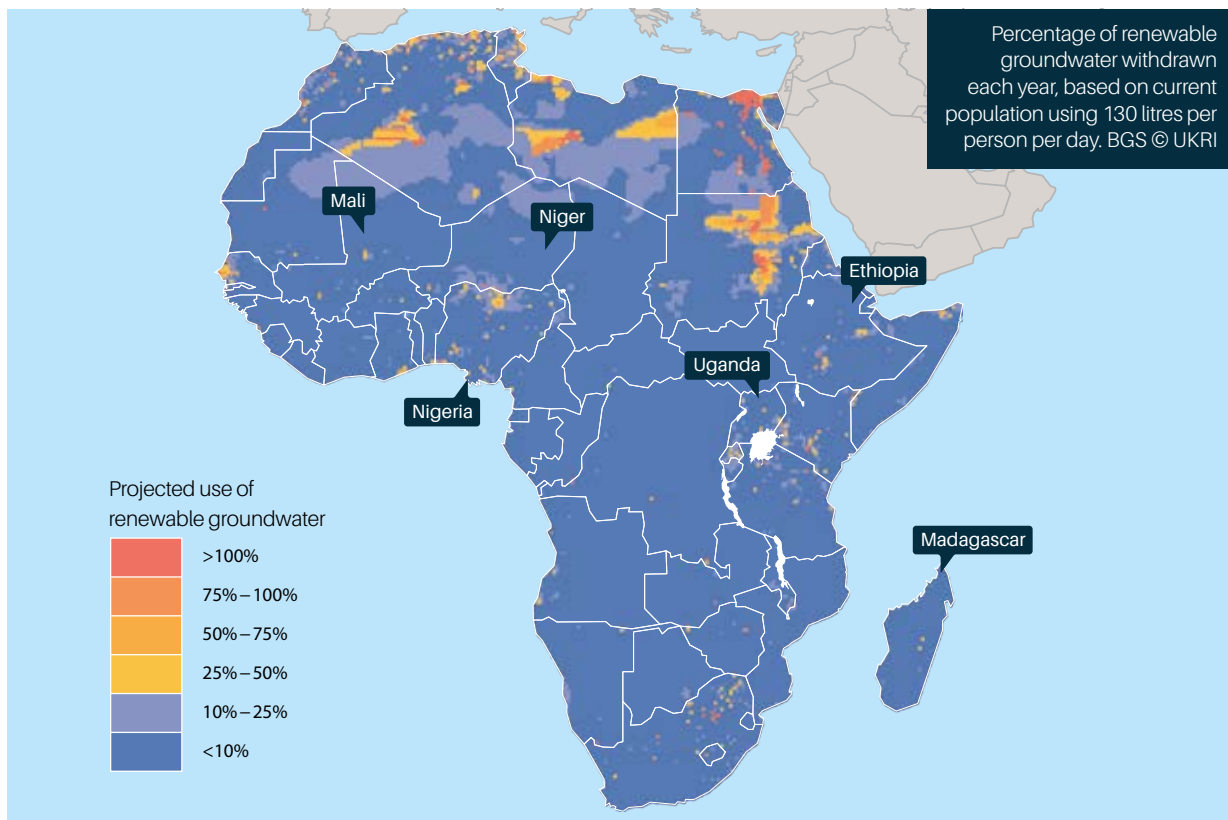 Percentage of renewable
groundwater withdrawn
each year, based on current
population using 130 litres per
person per day. BGS © UKRI
Mali
Niger
Ethiopia
Uganda
Nigeria
Madagascar
Projected use of
renewable groundwater
>100%
75%–100%
50%–75%
25%–50%
10%–25%
<10%